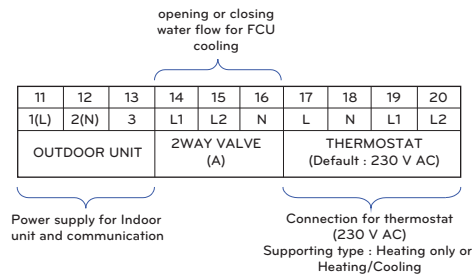 opening or closing
water flow for FCU
cooling
11 12 13 14 15 16 17 18 19 20
1(L) 2(N) 3 L1 L2 N L N L1 L2
OUTDOOR UNIT
2WAY VALVE
(A)
THERMOSTAT
(Default : 230 V AC)
Power supply for Indoor
unit and communication
Connection for thermostat
(230 V AC)
Supporting type : Heating only or
Heating/Cooling